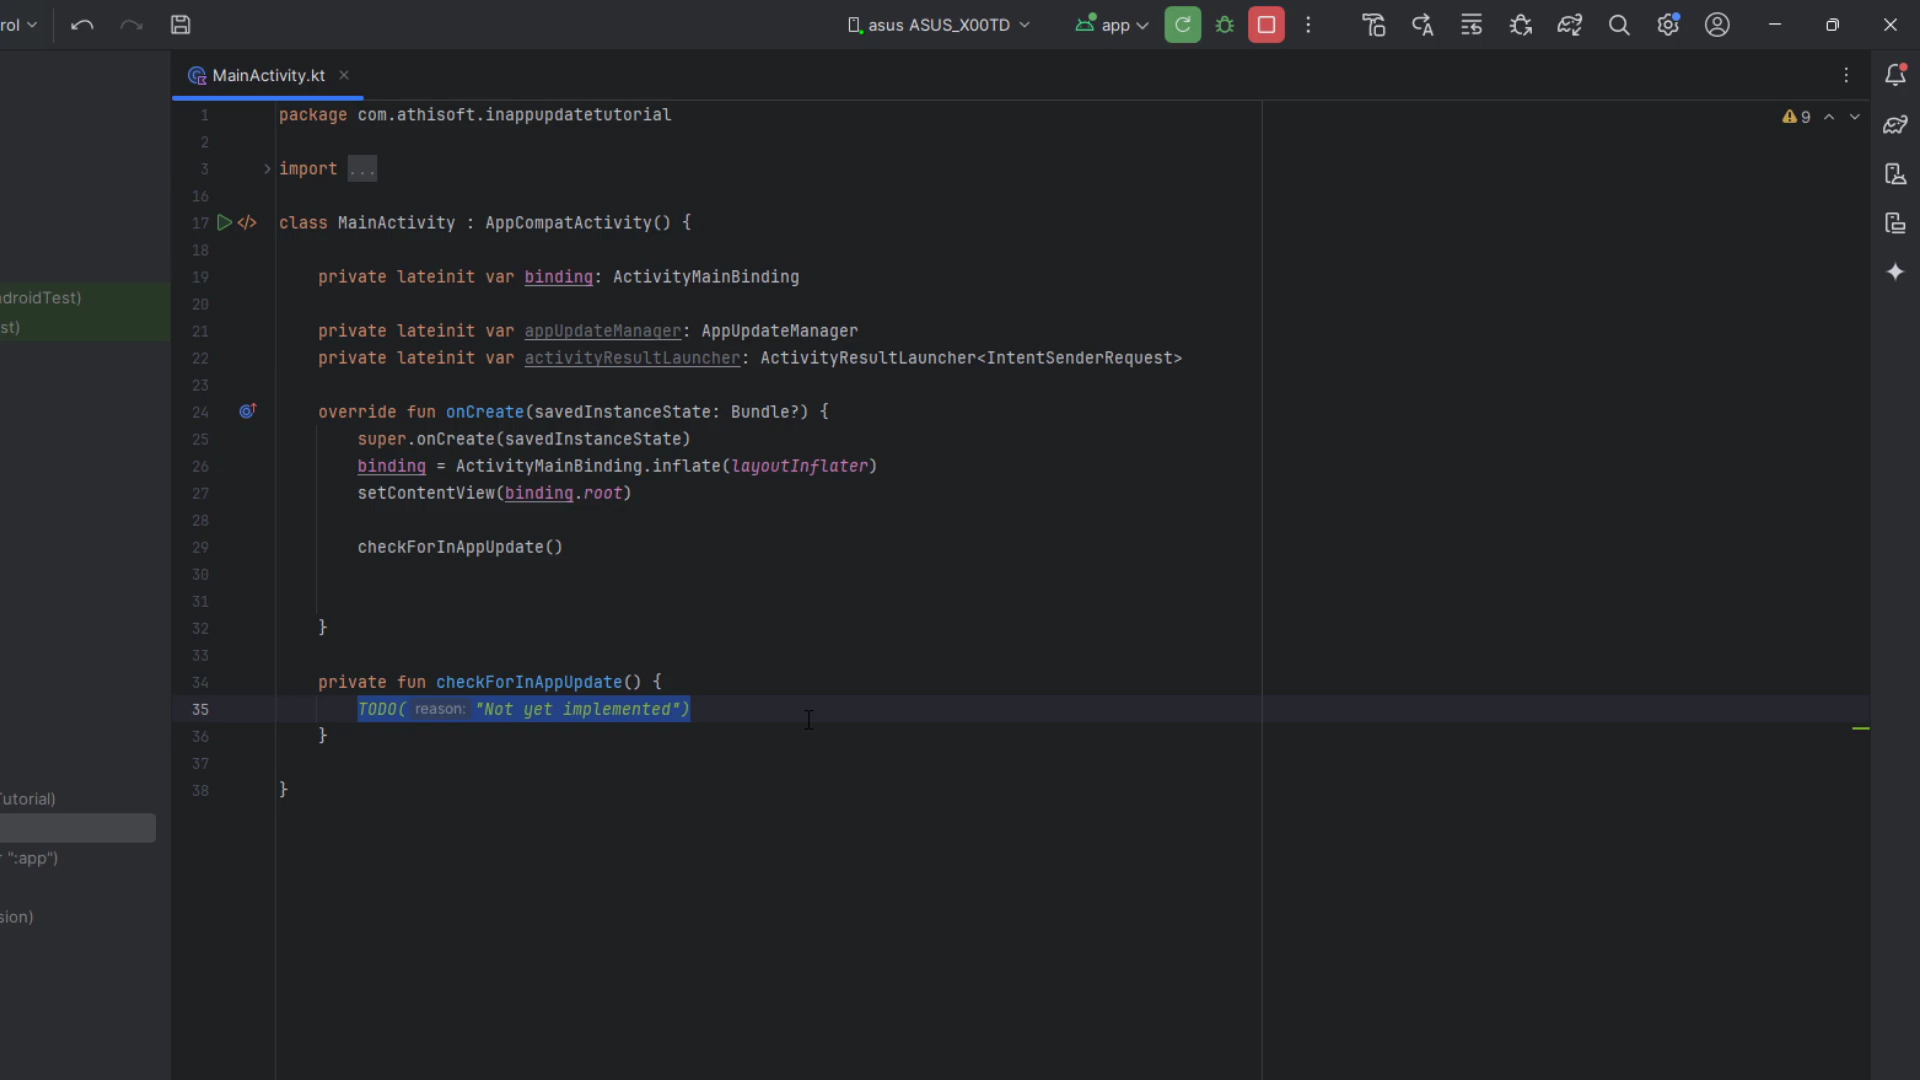 rol
asus ASUS_X00TD
app
MainActivity.kt
9
1 package com.athisoft.inappupdatetutorial
2
3 import ...
16
17 class MainActivity : AppCompatActivity() {
18
19 private lateinit var binding: ActivityMainBinding
20
21 private lateinit var appUpdateManager: AppUpdateManager
22 private lateinit var activityResultLauncher: ActivityResultLauncher<IntentSenderRequest>
23
24 override fun onCreate(savedInstanceState: Bundle?) {
25 super.onCreate(savedInstanceState)
26 binding = ActivityMainBinding.inflate(layoutInflater)
27 setContentView(binding.root)
28
29 checkForInAppUpdate()
30
31
32 }
33
34 private fun checkForInAppUpdate() {
35 TODO( reason: "Not yet implemented")
36 }
37
38 }
droidTest)
st)
utorial)
":app")
sion)